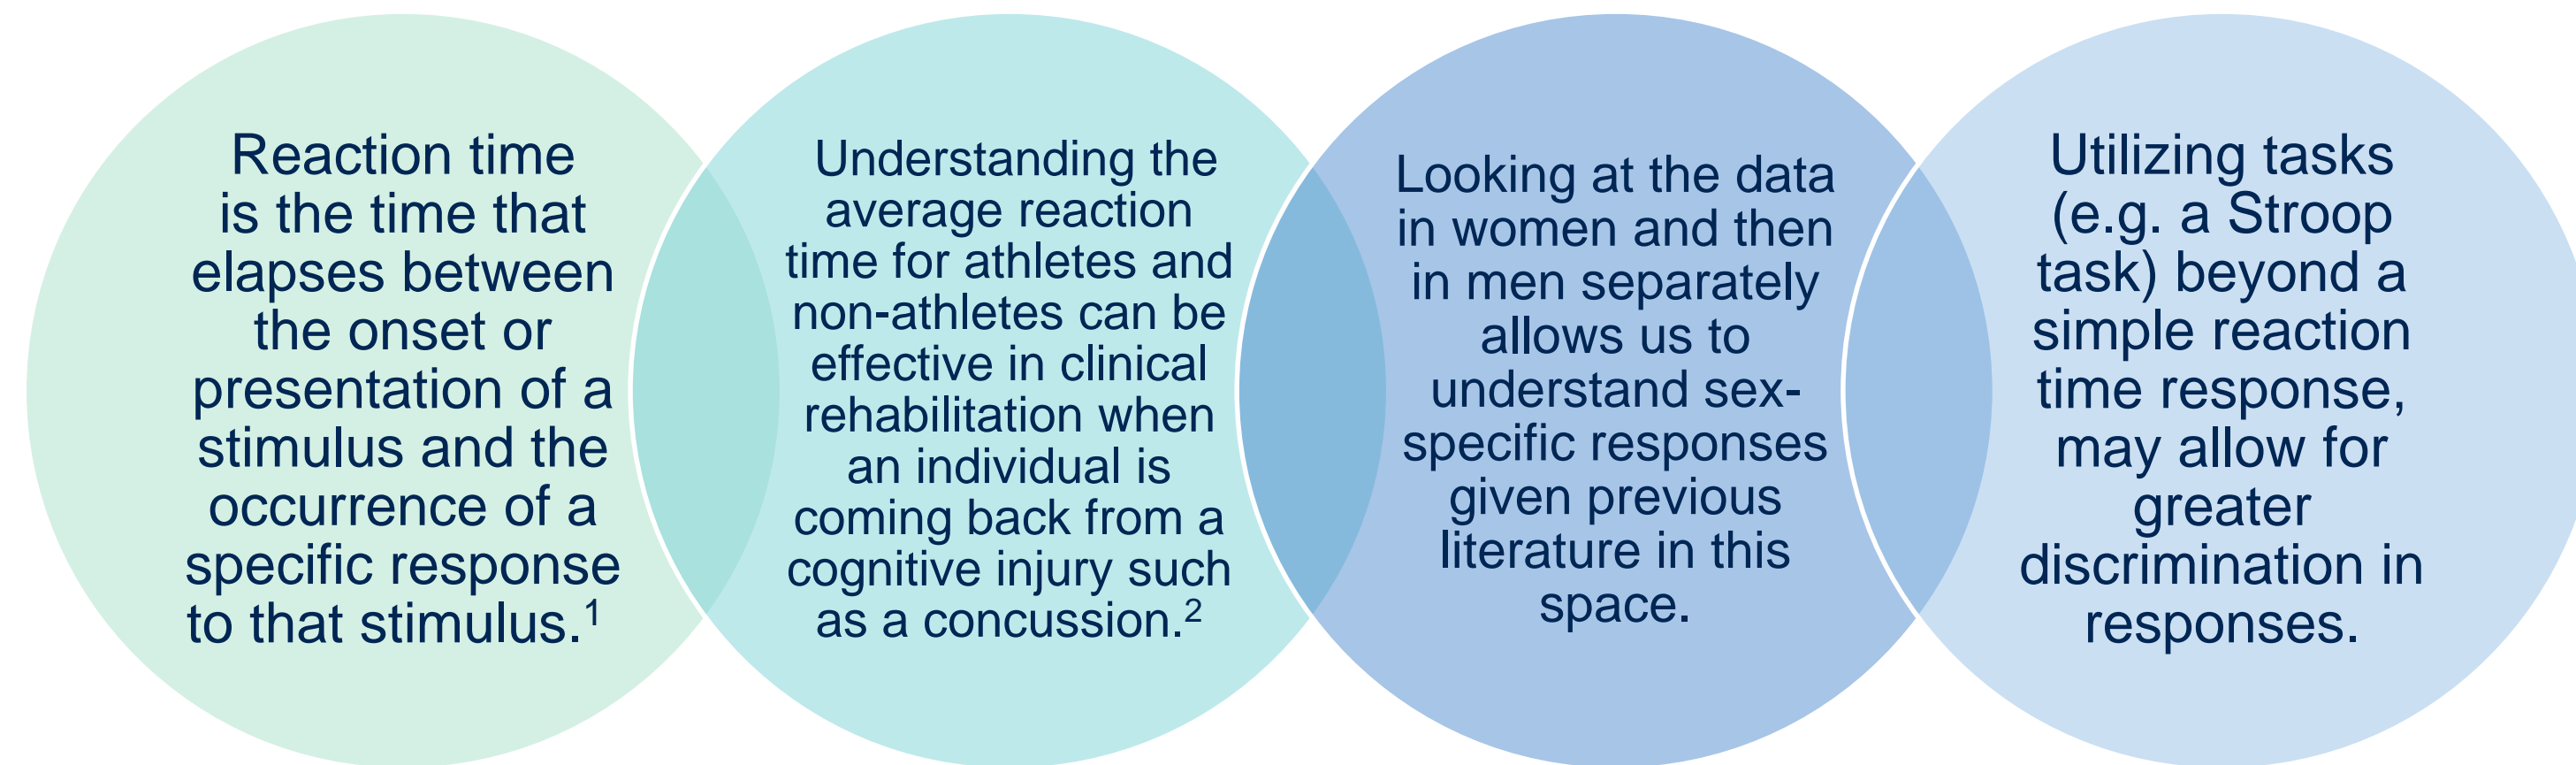 Reaction time
is the time that
elapses between
the onset or
presentation of a
stimulus and the
occurrence of a
specific response
to that stimulus.¹
Understanding the
average reaction
time for athletes and
non-athletes can be
effective in clinical
rehabilitation when
an individual is
coming back from a
cognitive injury such
as a concussion.²
Looking at the data
in women and then
in men separately
allows us to
understand sex-
specific responses
given previous
literature in this
space.
Utilizing tasks
(e.g. a Stroop
task) beyond a
simple reaction
time response,
may allow for
greater
discrimination in
responses.